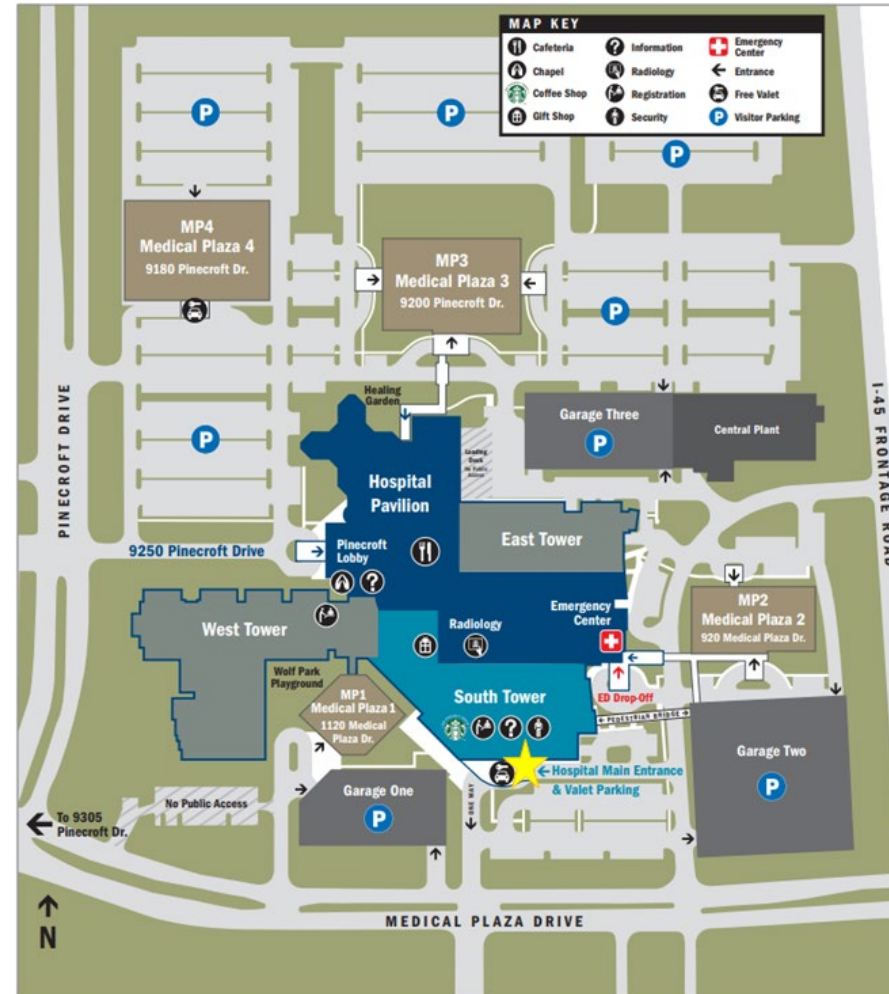 MAP KEY
Cafeteria
Chapel
Coffee Shop
Gift Shop
Information
Radiology
Registration
Security
Emergency
Center
Entrance
Free Valet
Visitor Parking
P
P
P
MP4
Medical Plaza 4
9180 Pinecroft Dr.
MP3
Medical Plaza 3
9200 Pinecroft Dr.
P
PINECROFT DRIVE
I-45 FRONTAGE ROAD
P
Healing
Garden
Garage Three
P
Central Plant
Loading
Dock
No Public
Access
Hospital
Pavilion
9250 Pinecroft Drive
Pinecroft
Lobby
East Tower
West Tower
Radiology
Emergency
Center
MP2
Medical Plaza 2
920 Medical Plaza Dr.
Wolf Park
Playground
MP1
Medical Plaza 1
1120 Medical
Plaza Dr.
South Tower
ED Drop-Off
PEDESTRIAN BRIDGE
Garage Two
P
Hospital Main Entrance
& Valet Parking
ONE WAY
Garage One
P
No Public Access
To 9305
Pinecroft Dr.
MEDICAL PLAZA DRIVE
N